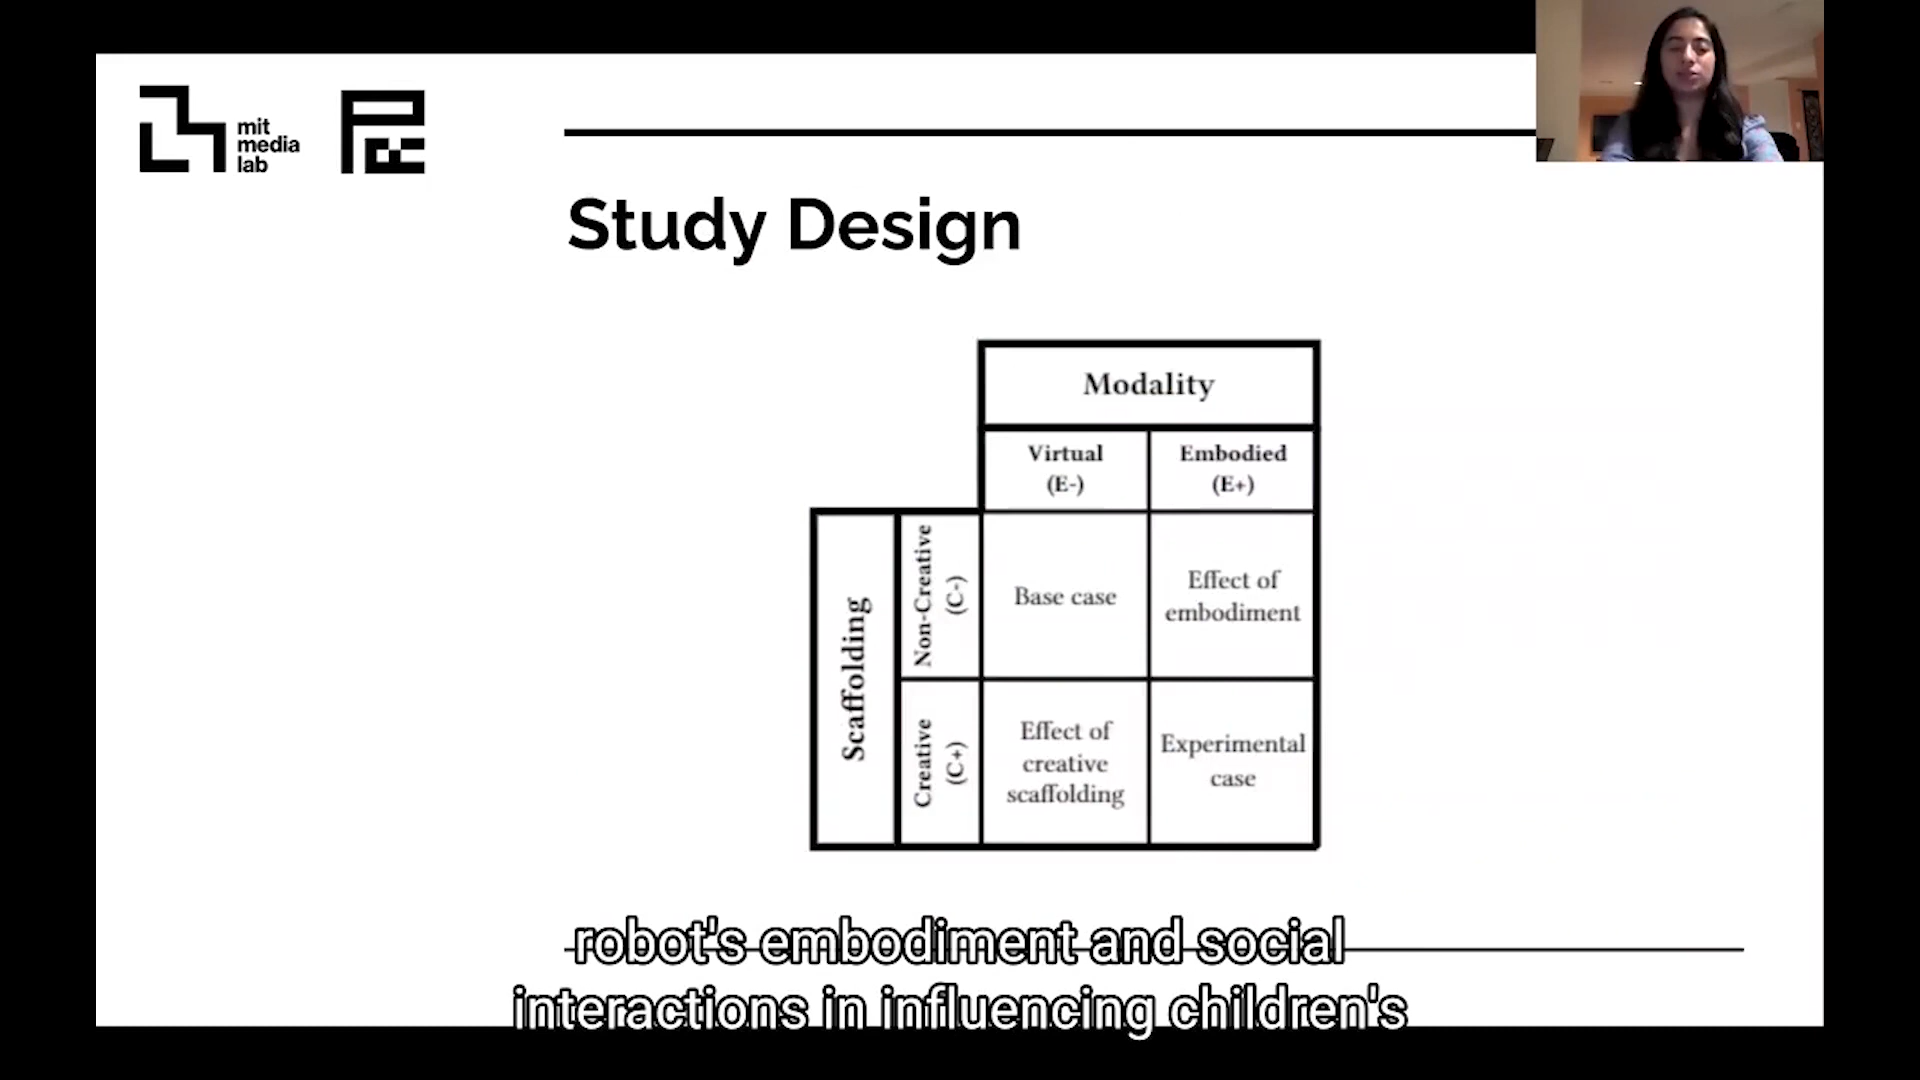 mit
media
lab
Study Design
Modality
Virtual
(E-)
Embodied
(E+)
Scaffolding
Non-Creative
(C-)
Base case
Effect of
embodiment
Creative
(C+)
Effect of
creative
scaffolding
Experimental
case
robot's embodiment and social
interactions in influencing children's